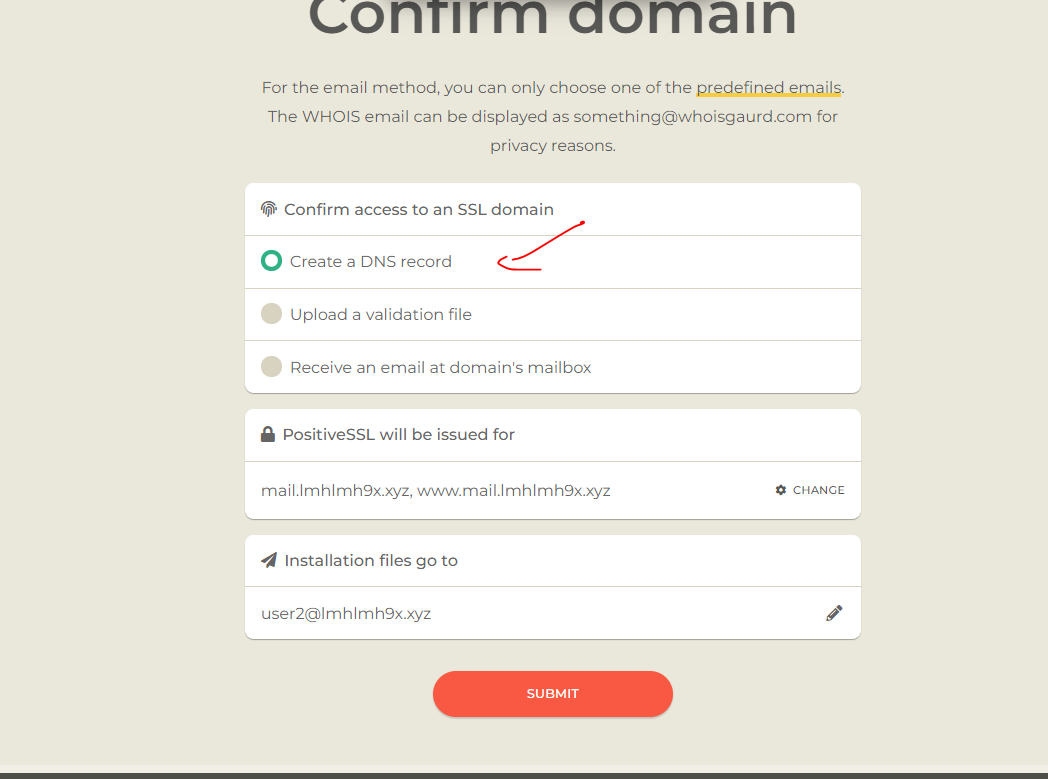 Confirm domain
For the email method, you can only choose one of the predefined emails.
The WHOIS email can be displayed as something@whoisgaurd.com for
privacy reasons.
Confirm access to an SSL domain
Create a DNS record
Upload a validation file
Receive an email at domain's mailbox
PositiveSSL will be issued for
mail.lmhlmh9x.xyz, www.mail.lmhlmh9x.xyz
CHANGE
Installation files go to
user2@lmhlmh9x.xyz
SUBMIT